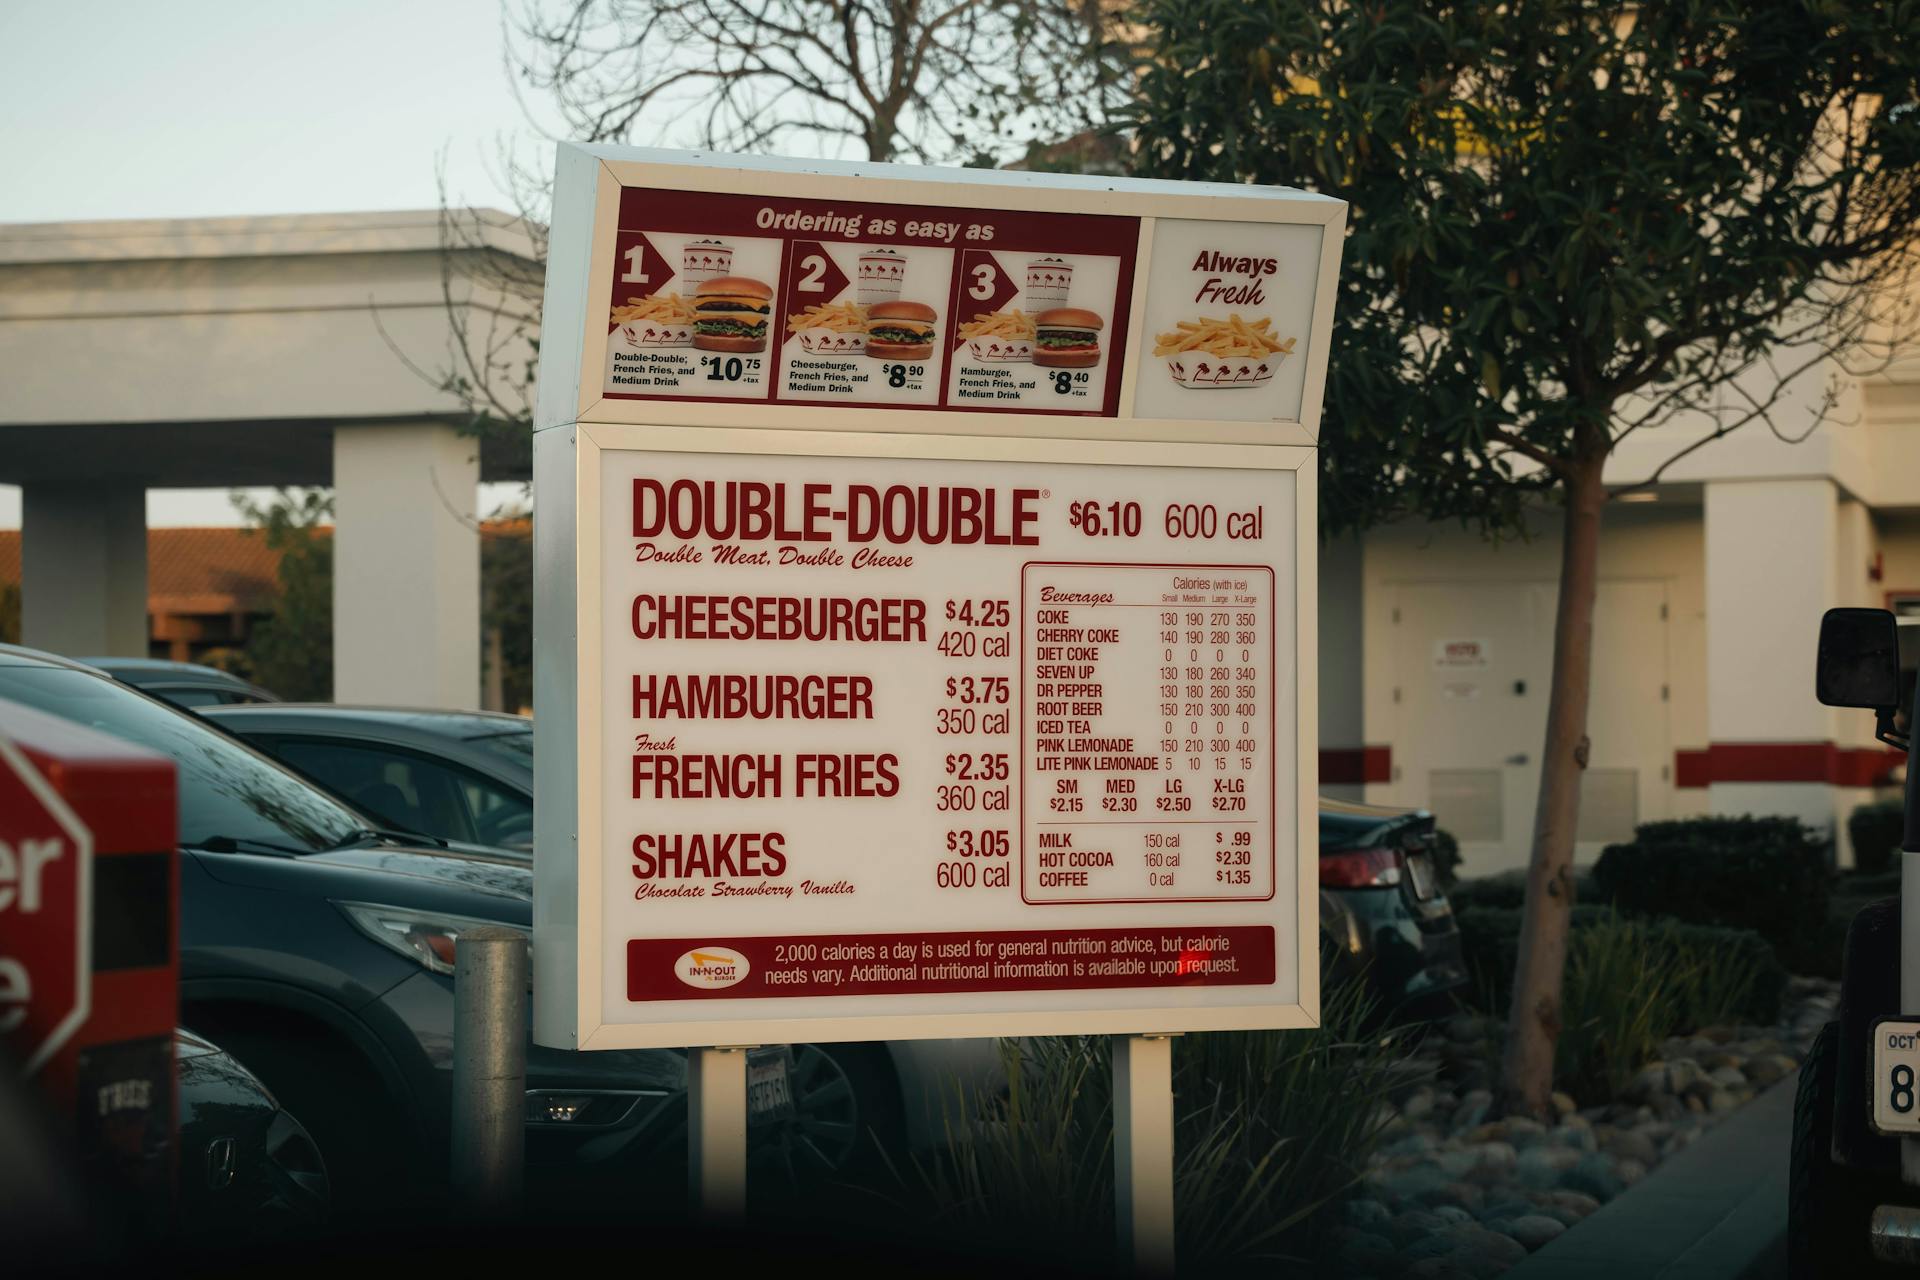 Ordering as easy as
1
Double-Double,
French Fries, and
Medium Drink
$10 75
+tax
2
Cheeseburger,
French Fries, and
Medium Drink
$8 90
+tax
3
Hamburger,
French Fries, and
Medium Drink
$8 40
+tax
Always
Fresh
DOUBLE-DOUBLE® $6.10 600 cal
Double Meat, Double Cheese
CHEESEBURGER $4.25
420 cal
HAMBURGER $3.75
350 cal
Fresh
FRENCH FRIES $2.35
360 cal
SHAKES $3.05
600 cal
Chocolate Strawberry Vanilla
Calories (with ice)
Beverages Small Medium Large X-Large
COKE 130 190 270 350
CHERRY COKE 140 190 280 360
DIET COKE 0 0 0 0
SEVEN UP 130 180 260 340
DR PEPPER 130 180 260 350
ROOT BEER 150 210 300 400
ICED TEA 0 0 0 0
PINK LEMONADE 150 210 300 400
LITE PINK LEMONADE 5 10 15 15
SM MED LG X-LG
$2.15 $2.30 $2.50 $2.70
MILK 150 cal $ .99
HOT COCOA 160 cal $2.30
COFFEE 0 cal $1.35
IN-N-OUT
BURGER
2,000 calories a day is used for general nutrition advice, but calorie
needs vary. Additional nutritional information is available upon request.
er
e
OCT
8